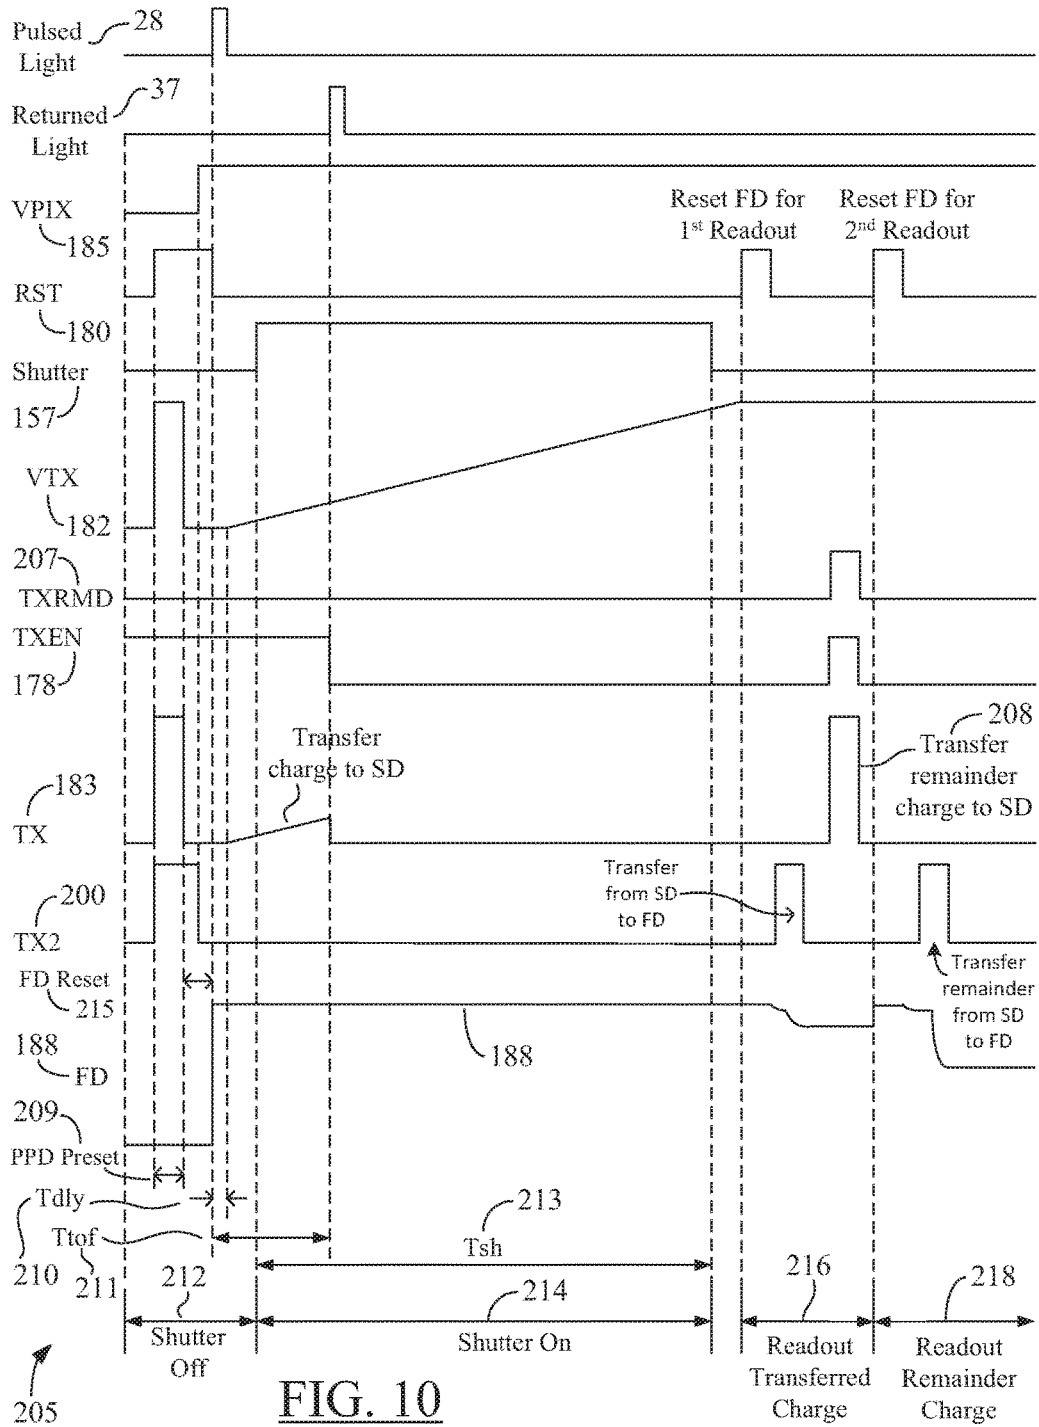 Pulsed
Light
28
Returned
Light
37
VPIX
185
Reset FD for
1st Readout
Reset FD for
2nd Readout
RST
180
Shutter
157
VTX
182
207
TXRMD
TXEN
178
Transfer
charge to SD
208
Transfer
remainder
charge to SD
183
TX
200
TX2
Transfer
from SD
to FD
Transfer
remainder
from SD
to FD
FD Reset
215
188
188
FD
209
PPD Preset
Tdly
213
Ttof
Tsh
210
211
212
214
216
218
Shutter
Off
Shutter On
Readout
Transferred
Charge
Readout
Remainder
Charge
205
FIG. 10